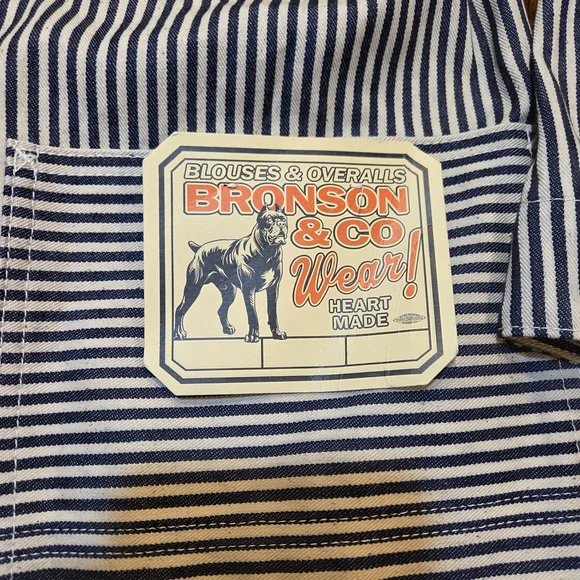 BLOUSES & OVERALLS
BRONSON
& CO
Wear!
HEART
MADE